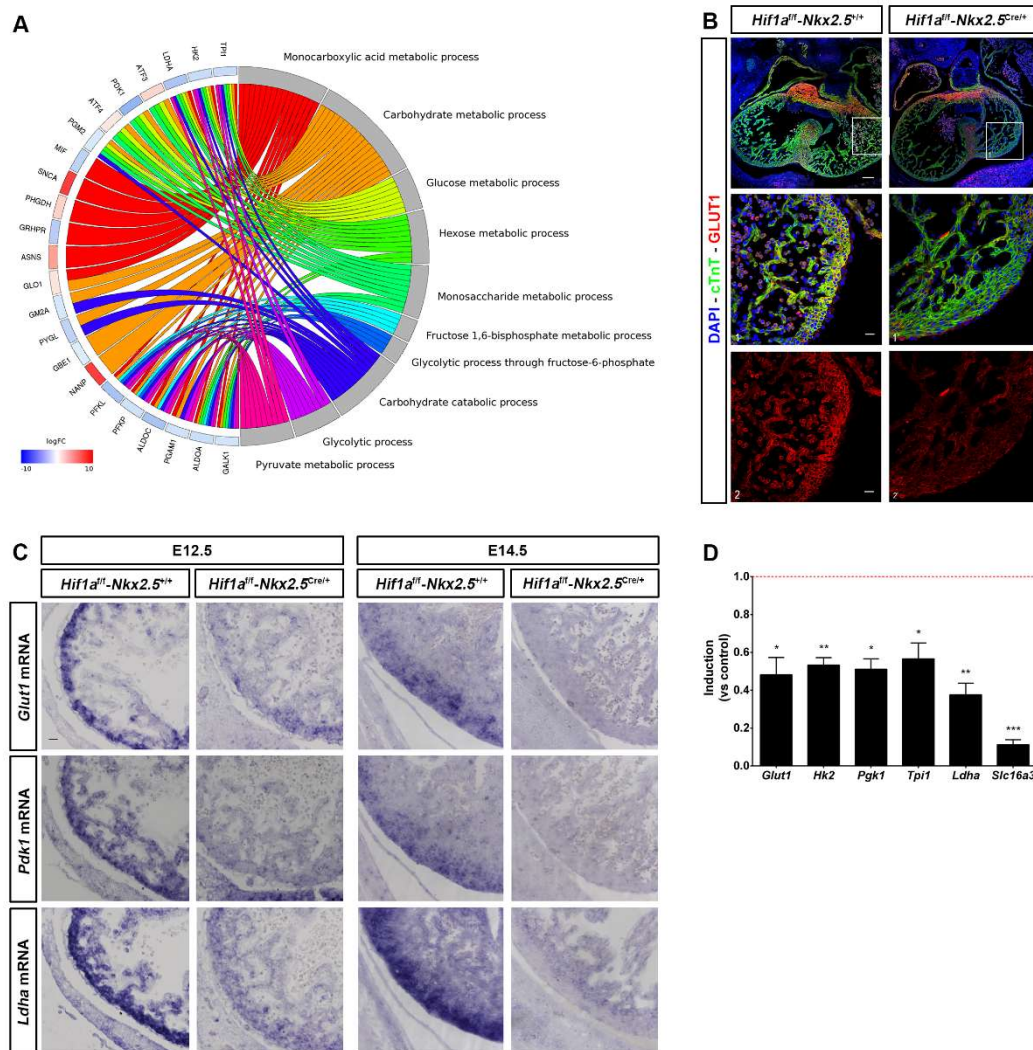 A
TPI1
HK2
LDHA
ATF3
PDK1
ATF4
PGM2
MIF
SNCA
PHGDH
GRHPR
ASNS
GLO1
GM2A
PYGL
GBE1
NANP
PFKL
PFKP
ALDOC
PGAM1
ALDOA
GALK1
Monocarboxylic acid metabolic process
Carbohydrate metabolic process
Glucose metabolic process
Hexose metabolic process
Monosaccharide metabolic process
Fructose 1,6-bisphosphate metabolic process
Glycolytic process through fructose-6-phosphate
Carbohydrate catabolic process
Glycolytic process
Pyruvate metabolic process
logFC
-10 10
B
Hif1a^f/f-Nkx2.5^+/+ Hif1a^f/f-Nkx2.5^Cre/+
DAPI - cTnT - GLUT1
1 1
2 2
C
E12.5 E14.5
Hif1a^f/f-Nkx2.5^+/+ Hif1a^f/f-Nkx2.5^Cre/+ Hif1a^f/f-Nkx2.5^+/+ Hif1a^f/f-Nkx2.5^Cre/+
Glut1 mRNA
Pdk1 mRNA
Ldha mRNA
D
Induction
(vs control)
1.0
0.8
0.6
0.4
0.2
0.0
* ** * * ** ***
Glut1 Hk2 Pgk1 Tpi1 Ldha Slc16a3